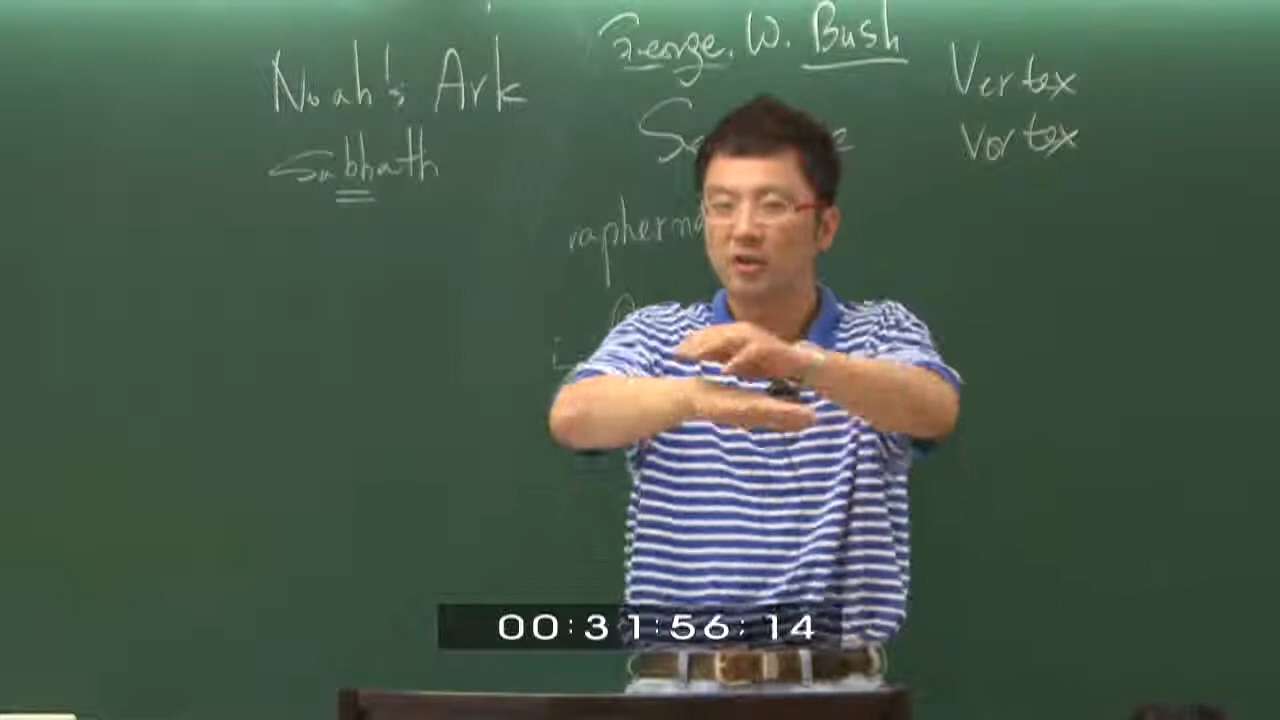 George. W. Bush
Noah's Ark
Vertex
Sabbath
Vortex
rapherna
00:31:56;14